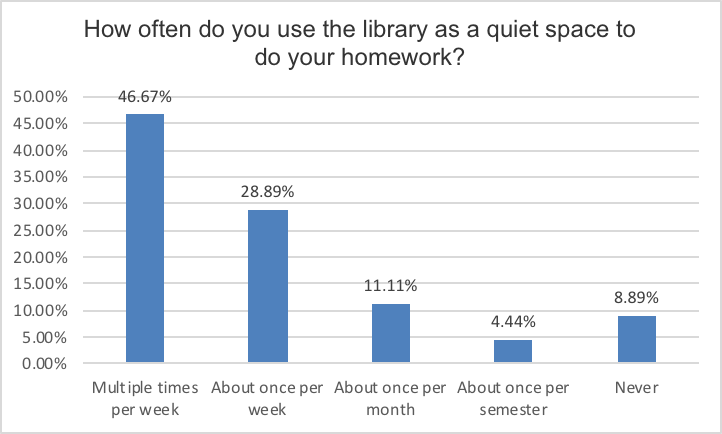 How often do you use the library as a quiet space to
do your homework?
50.00%
45.00%
40.00%
35.00%
30.00%
25.00%
20.00%
15.00%
10.00%
5.00%
0.00%
46.67%
28.89%
11.11%
4.44%
8.89%
Multiple times
per week
About once per
week
About once per
month
About once per
semester
Never